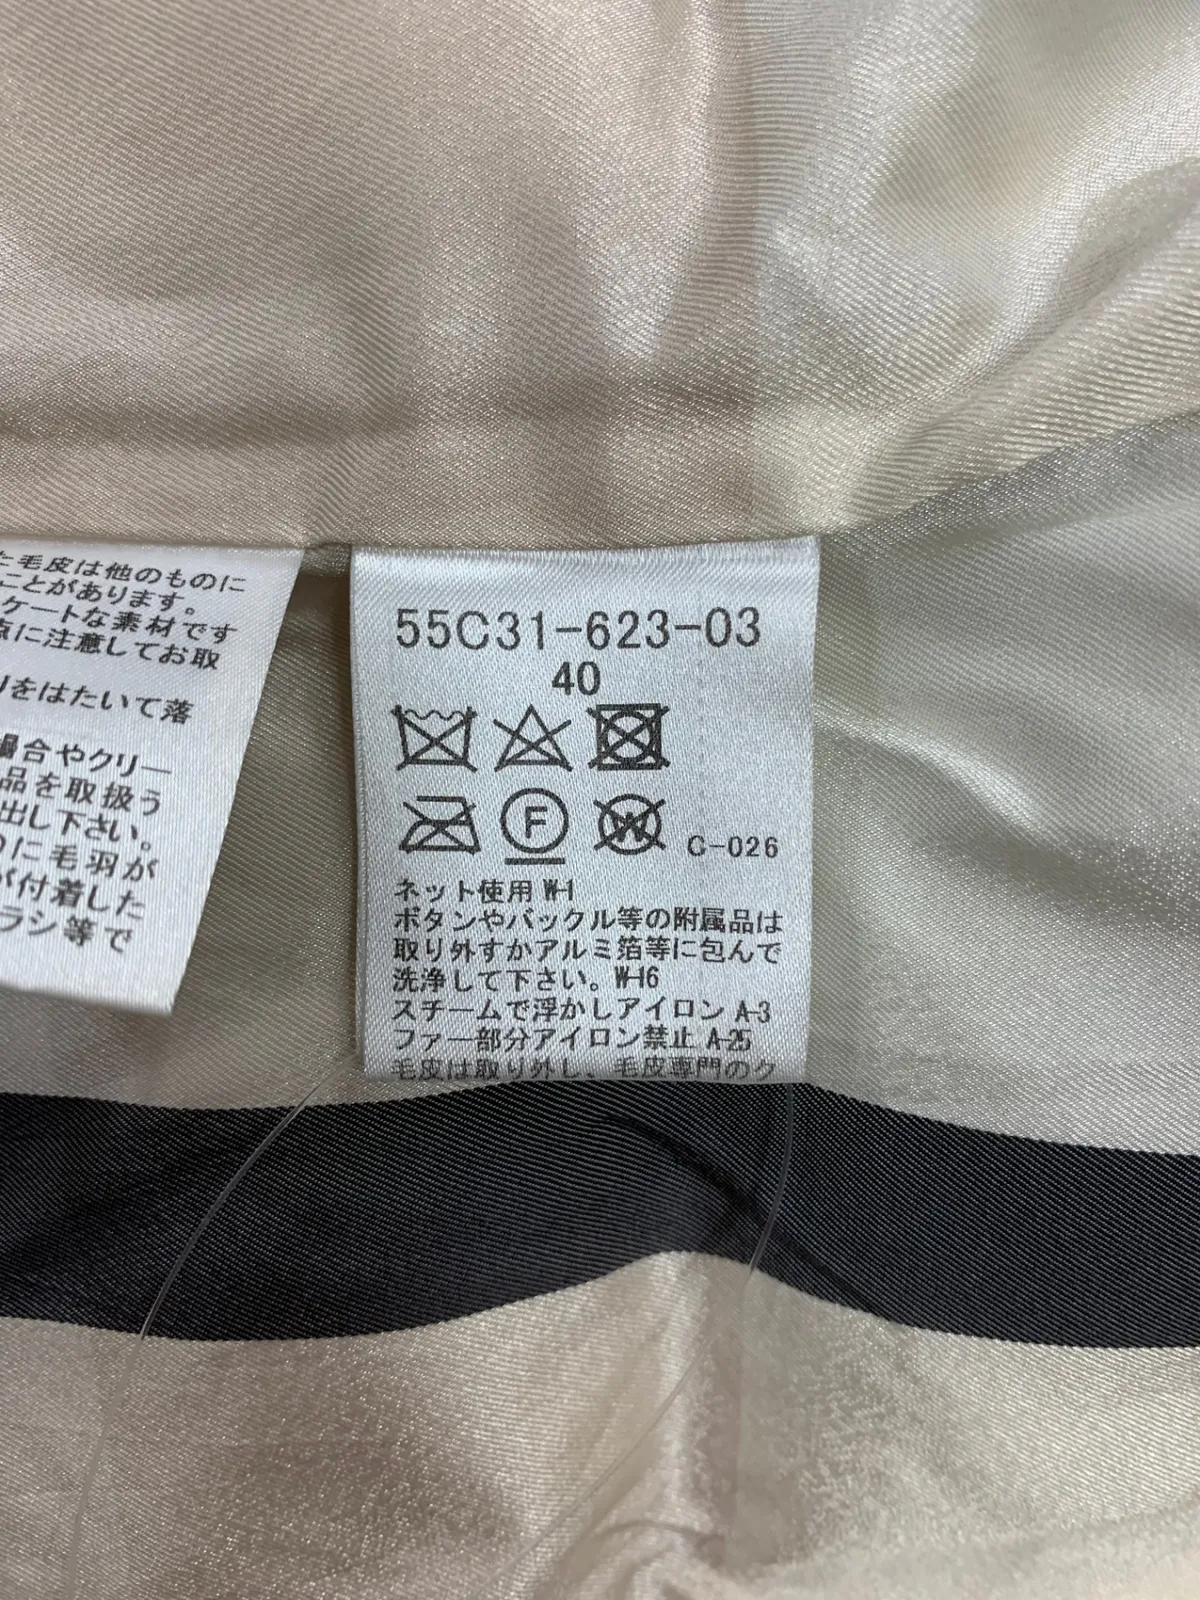 た毛皮は他のものに
ことがあります。
ケートな素材です
点に注意してお取
りをはたいて落
場合やクリー
品を取扱う
出し下さい。
のに毛羽が
が付着した
ラシ等で
55C31-623-03
40
F
W
C-026
ネット使用 W-1
ボタンやバックル等の附属品は
取り外すかアルミ箔等に包んで
洗浄して下さい。W-16
スチームで浮かしアイロン A-3
ファー部分アイロン禁止 A-25
毛皮は取り外し、毛皮専門のク